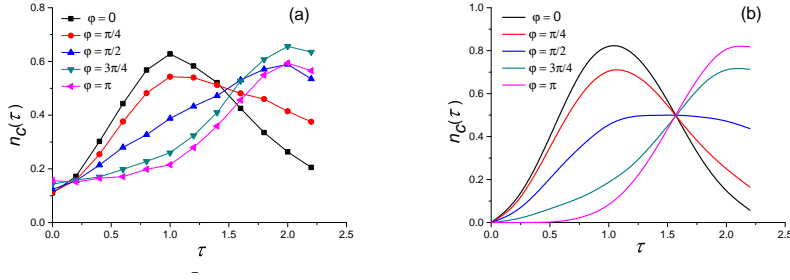 (a)
φ = 0
φ = π/4
φ = π/2
φ = 3π/4
φ = π
n_c(τ)
0.8
0.6
0.4
0.2
0.0
0.0 0.5 1.0 1.5 2.0 2.5
τ
(b)
φ = 0
φ = π/4
φ = π/2
φ = 3π/4
φ = π
n_c(τ)
1.0
0.8
0.6
0.4
0.2
0.0
0.0 0.5 1.0 1.5 2.0 2.5
τ